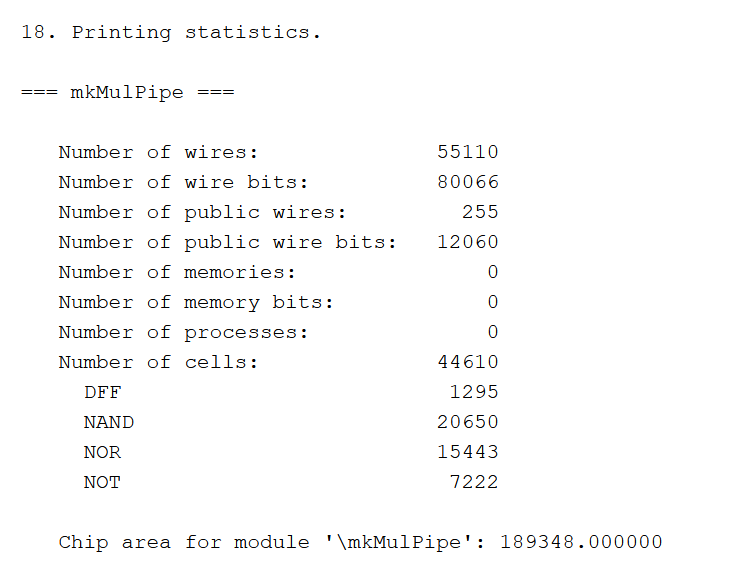 18. Printing statistics.
=== mkMulPipe ===
Number of wires: 55110
Number of wire bits: 80066
Number of public wires: 255
Number of public wire bits: 12060
Number of memories: 0
Number of memory bits: 0
Number of processes: 0
Number of cells: 44610
DFF 1295
NAND 20650
NOR 15443
NOT 7222
Chip area for module '\mkMulPipe': 189348.000000